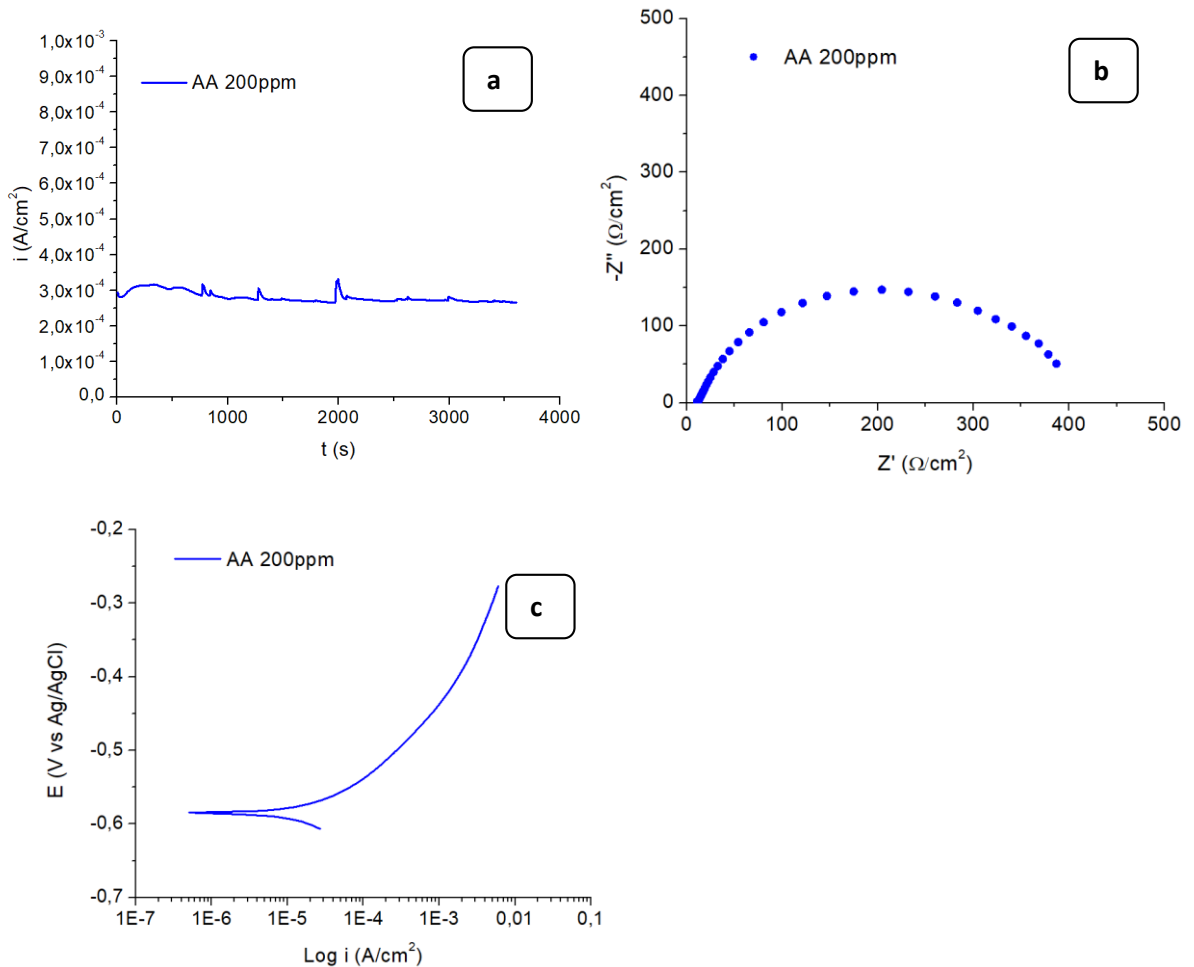 1,0x10⁻³
9,0x10⁻⁴
8,0x10⁻⁴
7,0x10⁻⁴
6,0x10⁻⁴
5,0x10⁻⁴
4,0x10⁻⁴
3,0x10⁻⁴
2,0x10⁻⁴
1,0x10⁻⁴
0,0
i (A/cm²)
AA 200ppm
a
0 1000 2000 3000 4000
t (s)
500
400
300
200
100
0
-Z'' (Ω/cm²)
AA 200ppm
b
0 100 200 300 400 500
Z' (Ω/cm²)
-0,2
-0,3
-0,4
-0,5
-0,6
-0,7
E (V vs Ag/AgCl)
AA 200ppm
c
1E-7 1E-6 1E-5 1E-4 1E-3 0,01 0,1
Log i (A/cm²)